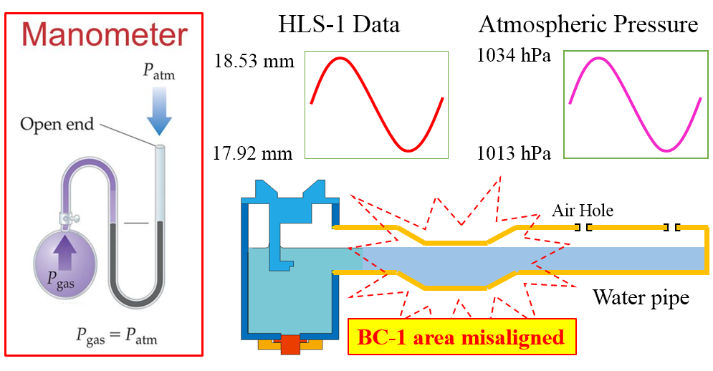 Manometer
Patm
Open end
Pgas
Pgas = Patm
HLS-1 Data
18.53 mm
17.92 mm
Atmospheric Pressure
1034 hPa
1013 hPa
Air Hole
Water pipe
BC-1 area misaligned